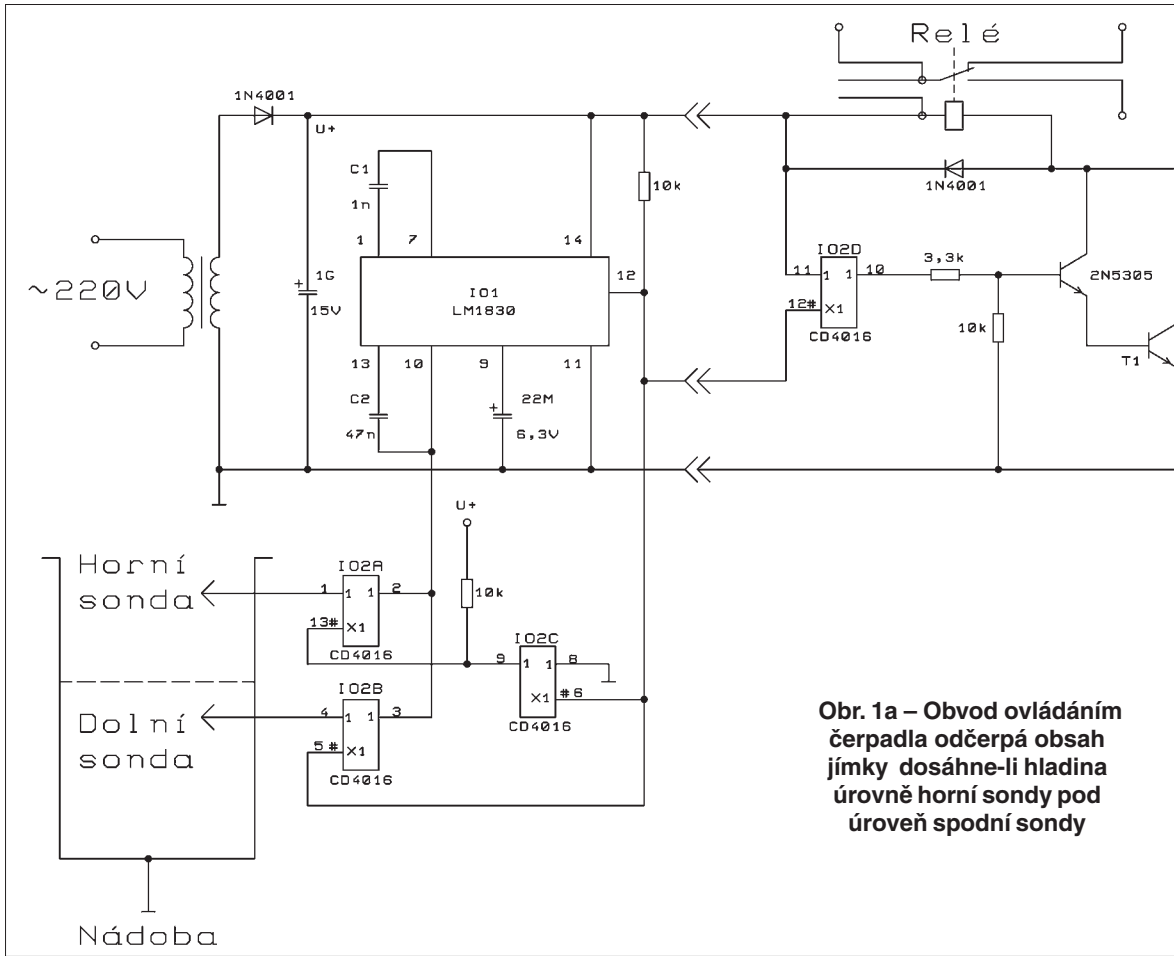 Relé
1N4001
U+
C1
1n
10k
1N4001
1
7
14
12
IO2D
11
1
1
10
3,3k
2N5305
~220V
1G
+
15V
IO1
LM1830
12#
X1
CD4016
10k
T1
13
10
9
11
C2
47n
+
22M
6,3V
U+
Horní
sonda
IO2A
1
1
1
2
10k
13#
X1
CD4016
IO2C
9
1
1
8
X1
#6
CD4016
Dolní
sonda
IO2B
4
1
1
3
5#
X1
CD4016
Nádoba
Obr. 1a – Obvod ovládáním
čerpadla odčerpá obsah
jímky dosáhne-li hladina
úrovně horní sondy pod
úroveň spodní sondy